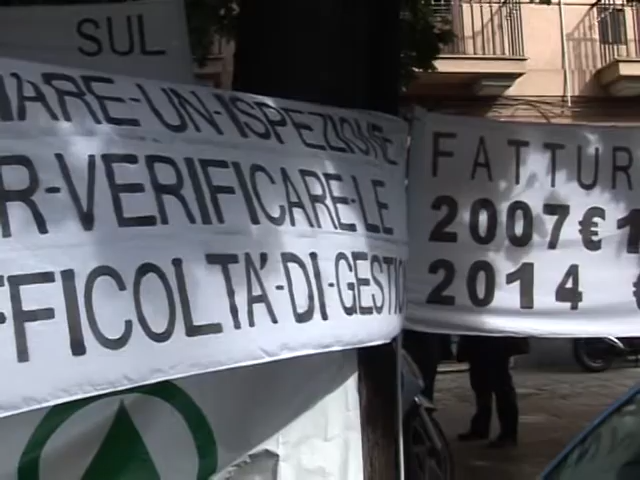 SUL
ARE-UN-ISPEZIONE
R-VERIFICARE-LE
FFICOLTA'-DI-GESTIO
FATTUR
2007 € 1
2014 €